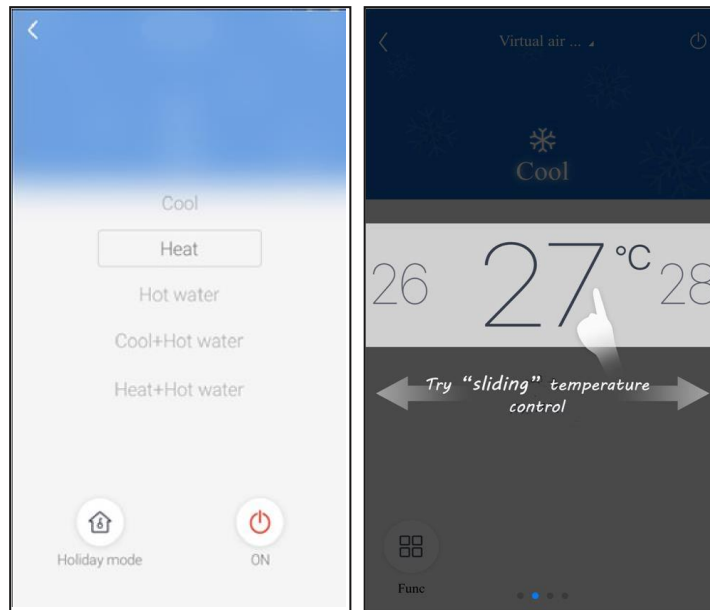 Cool
Heat
Hot water
Cool+Hot water
Heat+Hot water
Holiday mode
ON
Virtual air ...
Cool
26
27°C
28
Try “sliding” temperature
control
Func